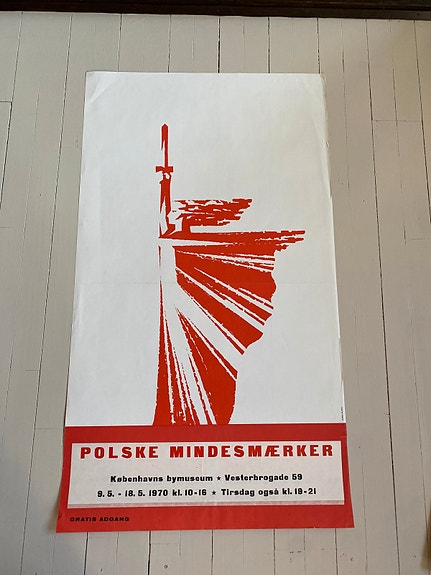 POLSKE MINDESMÆRKER
Københavns bymuseum ★ Vesterbrogade 59
9. 5. - 18. 5. 1970 kl. 10-16 ★ Tirsdag også kl. 19-21
GRATIS ADGANG